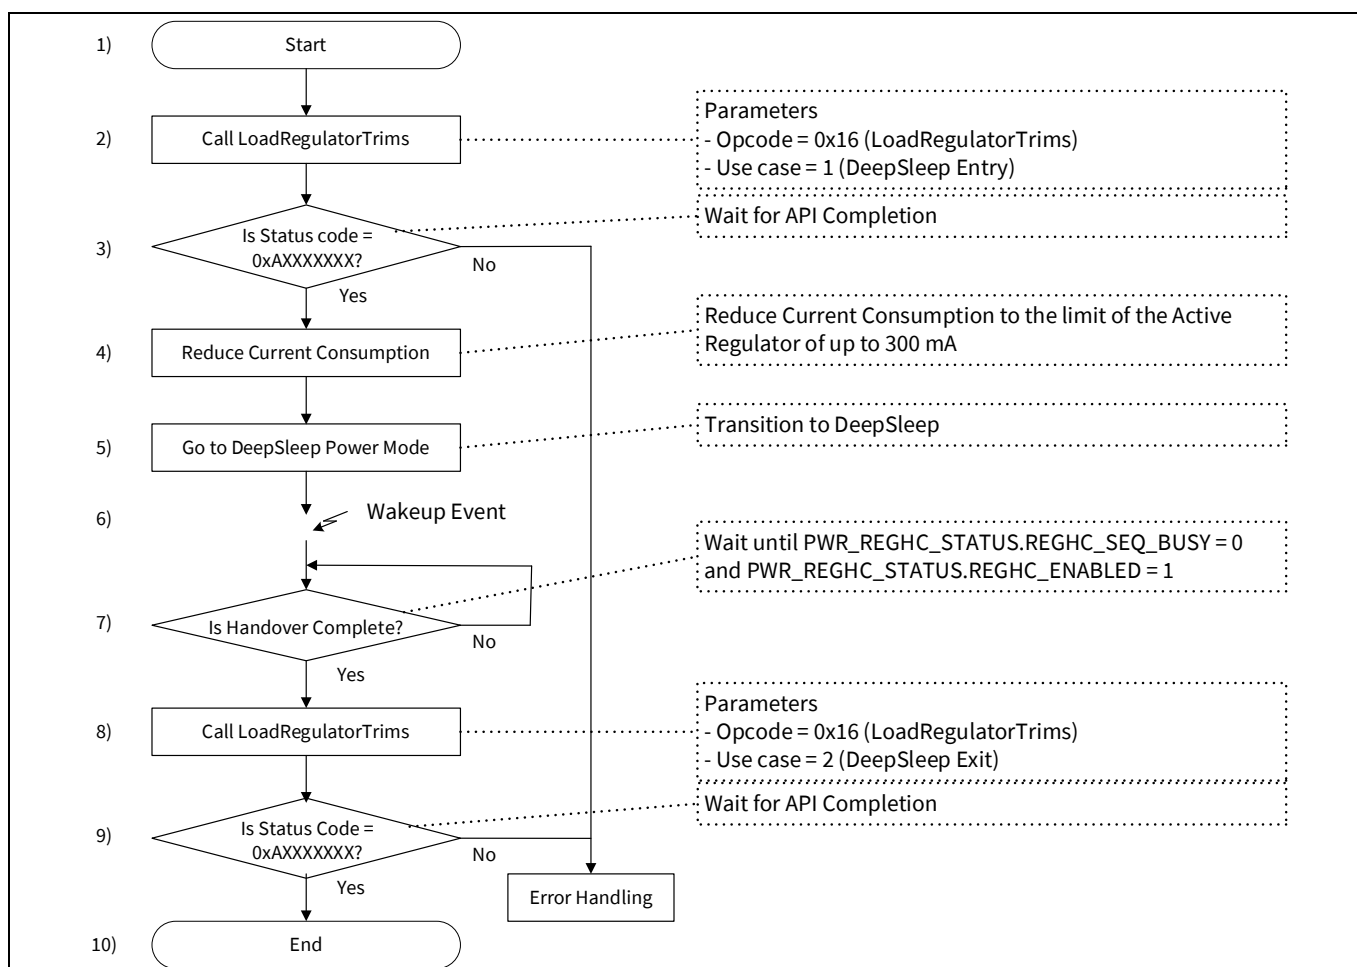 1)
Start
2)
Call LoadRegulatorTrims
Parameters
- Opcode = 0x16 (LoadRegulatorTrims)
- Use case = 1 (DeepSleep Entry)
Wait for API Completion
3)
Is Status code =
0xAXXXXXXX?
No
Yes
4)
Reduce Current Consumption
Reduce Current Consumption to the limit of the Active
Regulator of up to 300 mA
5)
Go to DeepSleep Power Mode
Transition to DeepSleep
6)
Wakeup Event
Wait until PWR_REGHC_STATUS.REGHC_SEQ_BUSY = 0
and PWR_REGHC_STATUS.REGHC_ENABLED = 1
7)
Is Handover Complete?
No
Yes
8)
Call LoadRegulatorTrims
Parameters
- Opcode = 0x16 (LoadRegulatorTrims)
- Use case = 2 (DeepSleep Exit)
Wait for API Completion
9)
Is Status Code =
0xAXXXXXXX?
No
Yes
Error Handling
10)
End